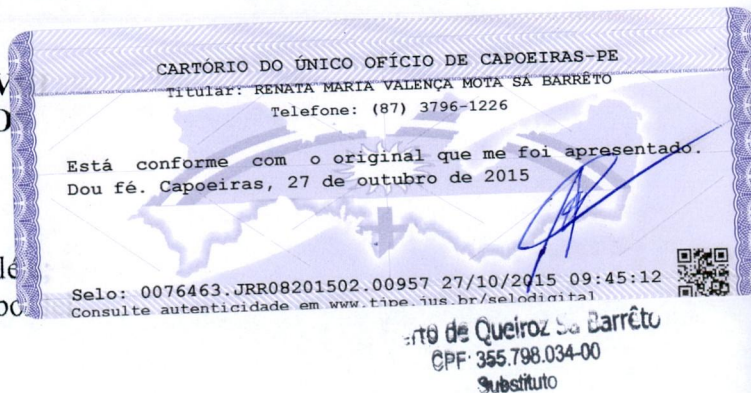 CARTÓRIO DO ÚNICO OFÍCIO DE CAPOEIRAS-PE
Titular: RENATA MARIA VALENÇA MOTA SÁ BARRÊTO
Telefone: (87) 3796-1226
Está conforme com o original que me foi apresentado.
Dou fé. Capoeiras, 27 de outubro de 2015
Selo: 0076463.JRR08201502.00957 27/10/2015 09:45:12
Consulte autenticidade em www.tjpe.jus.br/selodigital
de Queiroz Sá Barrêto
CPF: 355.798.034-00
Substituto